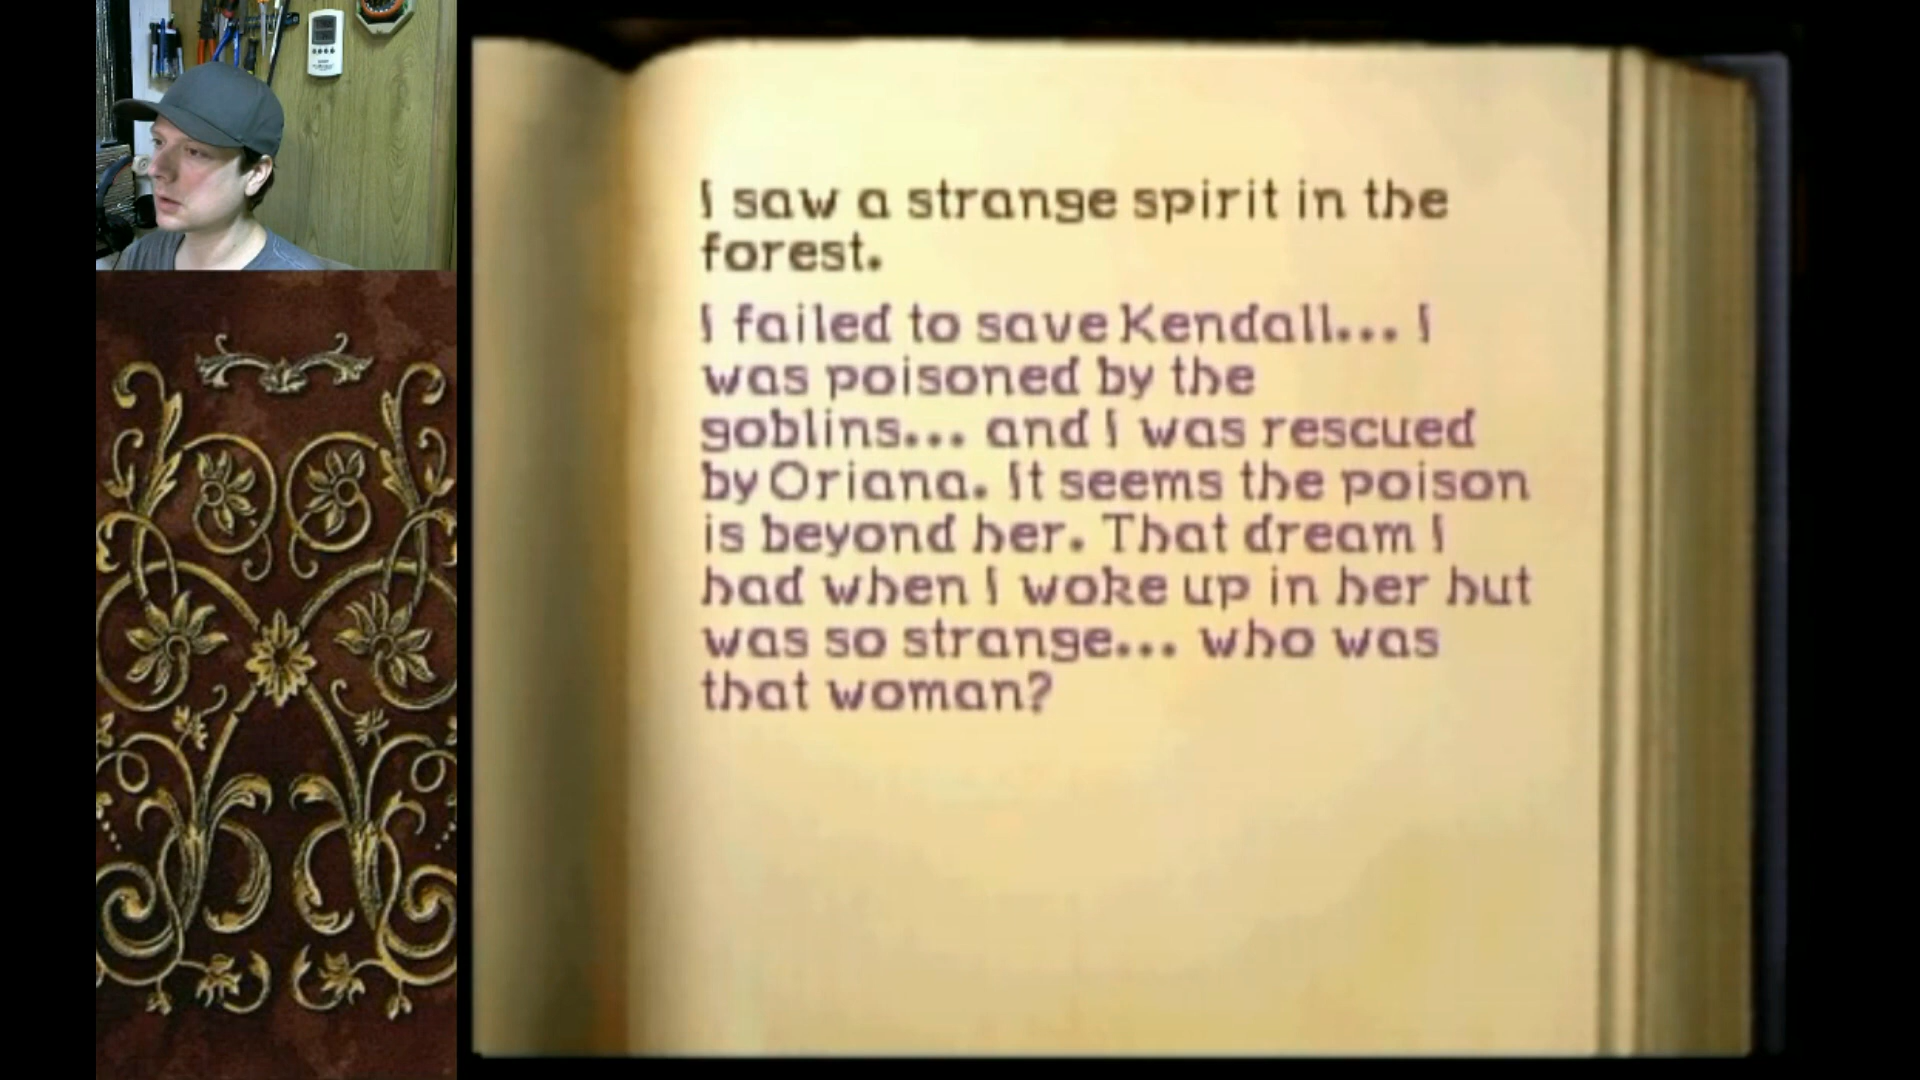 I saw a strange spirit in the
forest.
I failed to save Kendall... I
was poisoned by the
goblins... and I was rescued
by Oriana. It seems the poison
is beyond her. That dream I
had when I woke up in her hut
was so strange... who was
that woman?